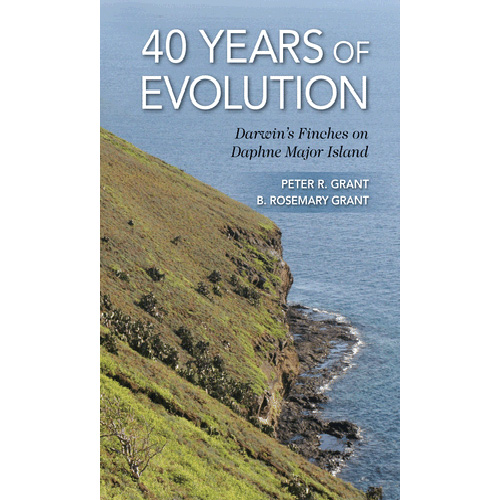 40 YEARS OF
EVOLUTION
Darwin's Finches on
Daphne Major Island
PETER R. GRANT
B. ROSEMARY GRANT